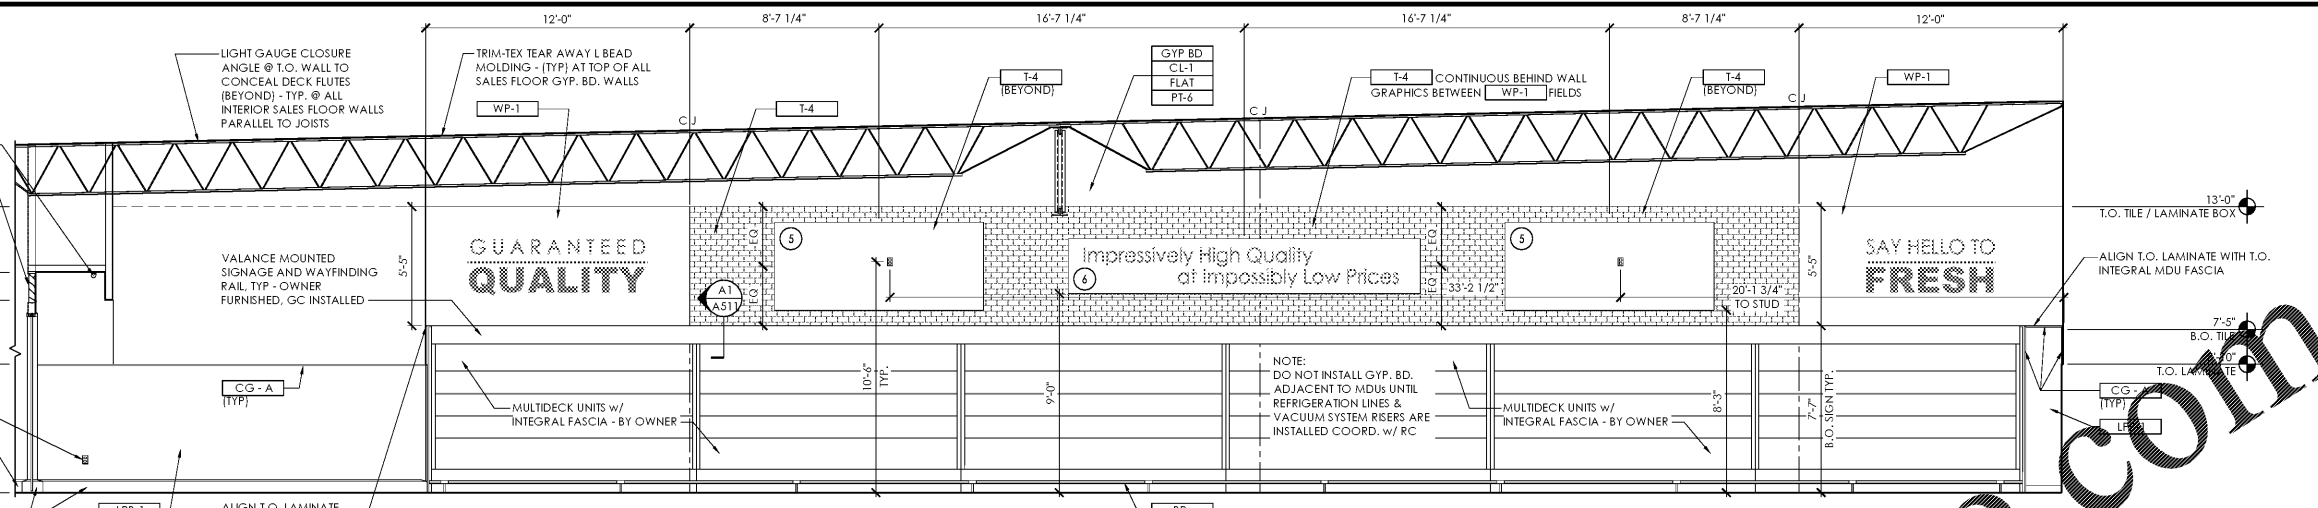 12'-0"
8'-7 1/4"
16'-7 1/4"
16'-7 1/4"
8'-7 1/4"
12'-0"
LIGHT GAUGE CLOSURE
ANGLE @ T.O. WALL TO
CONCEAL DECK FLUTES
(BEYOND) - TYP. @ ALL
INTERIOR SALES FLOOR WALLS
PARALLEL TO JOISTS
TRIM-TEX TEAR AWAY L BEAD
MOLDING - (TYP) AT TOP OF ALL
SALES FLOOR GYP. BD. WALLS
WP-1
CJ
T-4
T-4
(BEYOND)
GYP BD
CL-1
FLAT
PT-6
CJ
T-4 CONTINUOUS BEHIND WALL
GRAPHICS BETWEEN WP-1 FIELDS
T-4
(BEYOND)
CJ
WP-1
13'-0"
T.O. TILE / LAMINATE BOX
VALANCE MOUNTED
SIGNAGE AND WAYFINDING
RAIL, TYP - OWNER
FURNISHED, GC INSTALLED
5'-5"
GUARANTEED
QUALITY
EQ
EQ
A1
A511
5
Impressively High Quality
at Impossibly Low Prices
6
EQ
EQ
33'-2 1/2"
5
20'-1 3/4"
TO STUD
5'-5"
SAY HELLO TO
FRESH
ALIGN T.O. LAMINATE WITH T.O.
INTEGRAL MDU FASCIA
7'-5"
B.O. TILE
T.O. LAMINATE
CG - A
(TYP)
MULTIDECK UNITS w/
INTEGRAL FASCIA - BY OWNER
10'-6"
TYP.
9'-0"
NOTE:
DO NOT INSTALL GYP. BD.
ADJACENT TO MDUs UNTIL
REFRIGERATION LINES &
VACUUM SYSTEM RISERS ARE
INSTALLED COORD. w/ RC
MULTIDECK UNITS w/
INTEGRAL FASCIA - BY OWNER
8'-3"
7'-7"
B.O. SIGN TYP.
CG - A
(TYP)
ALIGN T.O. LAMINATE
.com